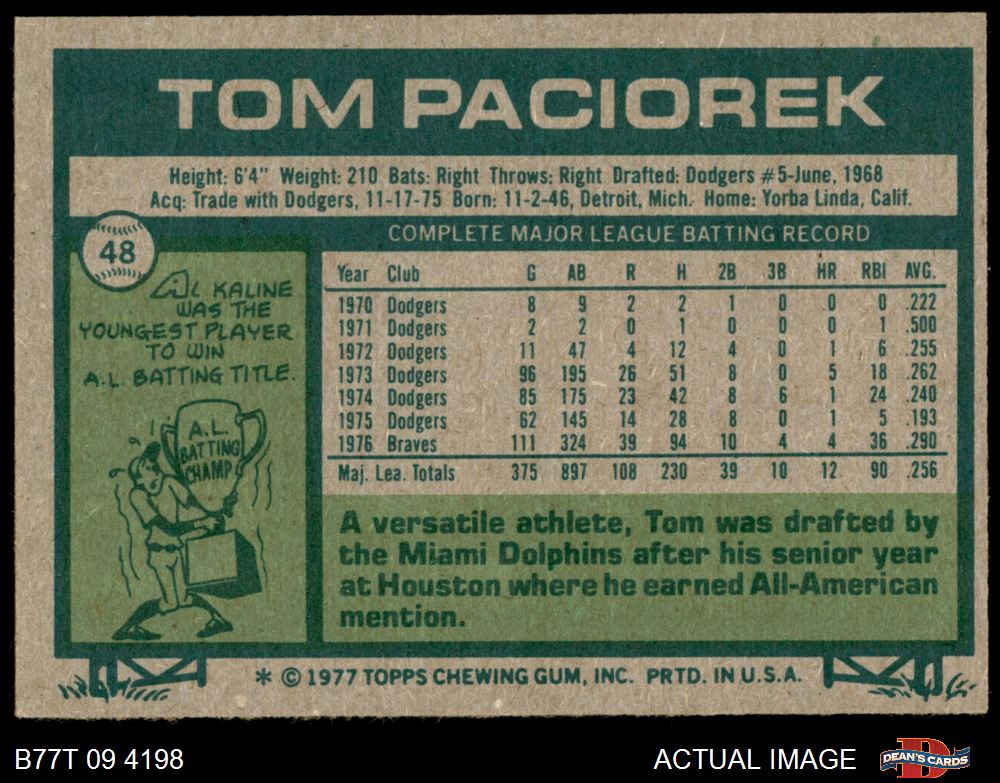 TOM PACIOREK
Height: 6'4" Weight: 210 Bats: Right Throws: Right Drafted: Dodgers #5-June, 1968
Acq: Trade with Dodgers, 11-17-75 Born: 11-2-46, Detroit, Mich. Home: Yorba Linda, Calif.
48
COMPLETE MAJOR LEAGUE BATTING RECORD
AL KALINE
WAS THE
YOUNGEST PLAYER
TO WIN
A.L. BATTING TITLE.
A.L.
BATTING
CHAMP
Year Club G AB R H 2B 3B HR RBI AVG.
1970 Dodgers 8 9 2 2 1 0 0 0 .222
1971 Dodgers 2 2 0 1 0 0 0 1 .500
1972 Dodgers 11 47 4 12 4 0 1 6 .255
1973 Dodgers 96 195 26 51 8 0 5 18 .262
1974 Dodgers 85 175 23 42 8 6 1 24 .240
1975 Dodgers 62 145 14 28 8 0 1 5 .193
1976 Braves 111 324 39 94 10 4 4 36 .290
Maj. Lea. Totals 375 897 108 230 39 10 12 90 .256
A versatile athlete, Tom was drafted by
the Miami Dolphins after his senior year
at Houston where he earned All-American
mention.
* © 1977 TOPPS CHEWING GUM, INC. PRTD. IN U.S.A.
B77T 09 4198
ACTUAL IMAGE
DEAN'S CARDS